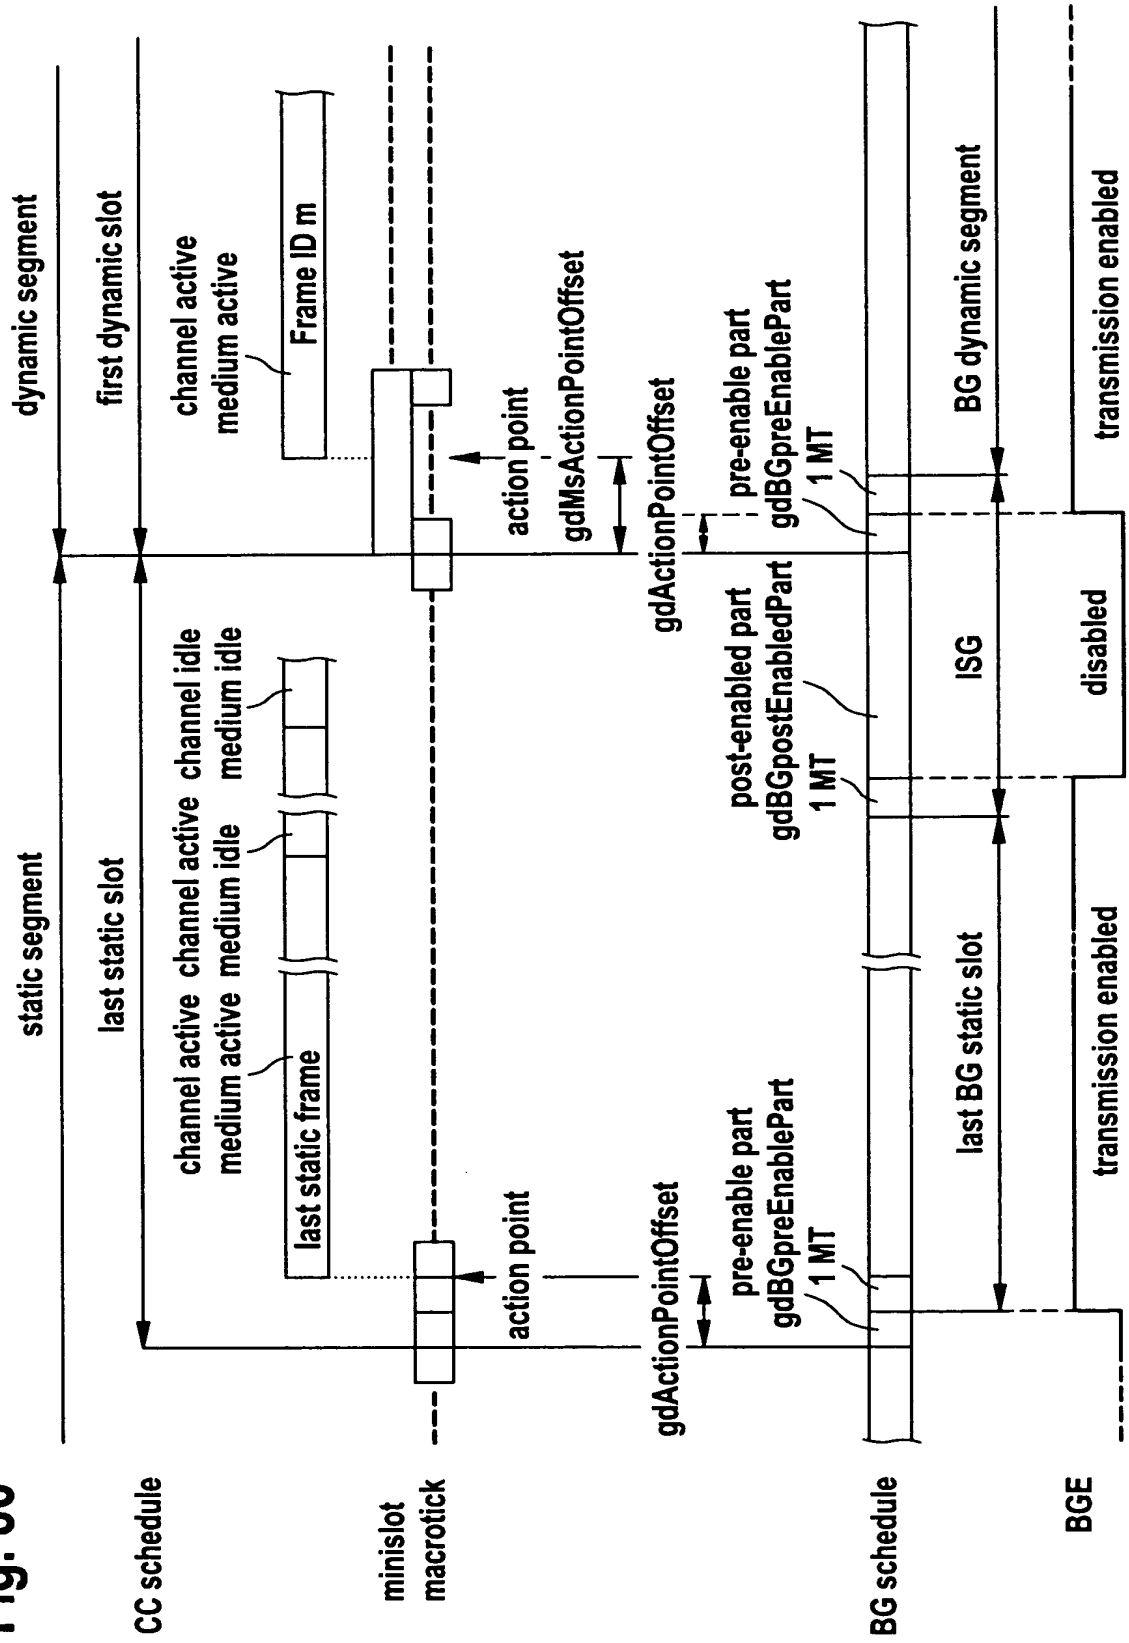 static segment
dynamic segment
CC schedule
last static slot
first dynamic slot
channel active
medium active
channel active
medium idle
channel idle
medium idle
channel active
medium active
last static frame
Frame ID m
minislot
macrotick
action point
action point
gdMsActionPointOffset
gdActionPointOffset
gdActionPointOffset
pre-enable part
gdBGpreEnablePart
1 MT
post-enabled part
gdBGpostEnabledPart
1 MT
pre-enable part
gdBGpreEnablePart
1 MT
BG schedule
last BG static slot
ISG
BG dynamic segment
BGE
transmission enabled
disabled
transmission enabled